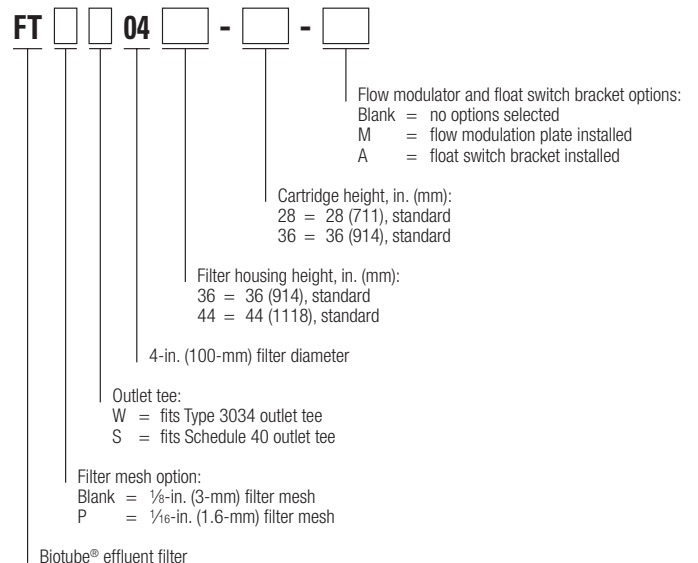 FT 04 - -
Flow modulator and float switch bracket options:
Blank = no options selected
M = flow modulation plate installed
A = float switch bracket installed
Cartridge height, in. (mm):
28 = 28 (711), standard
36 = 36 (914), standard
Filter housing height, in. (mm):
36 = 36 (914), standard
44 = 44 (1118), standard
4-in. (100-mm) filter diameter
Outlet tee:
W = fits Type 3034 outlet tee
S = fits Schedule 40 outlet tee
Filter mesh option:
Blank = ⅛-in. (3-mm) filter mesh
P = 1⁄16-in. (1.6-mm) filter mesh
Biotube® effluent filter